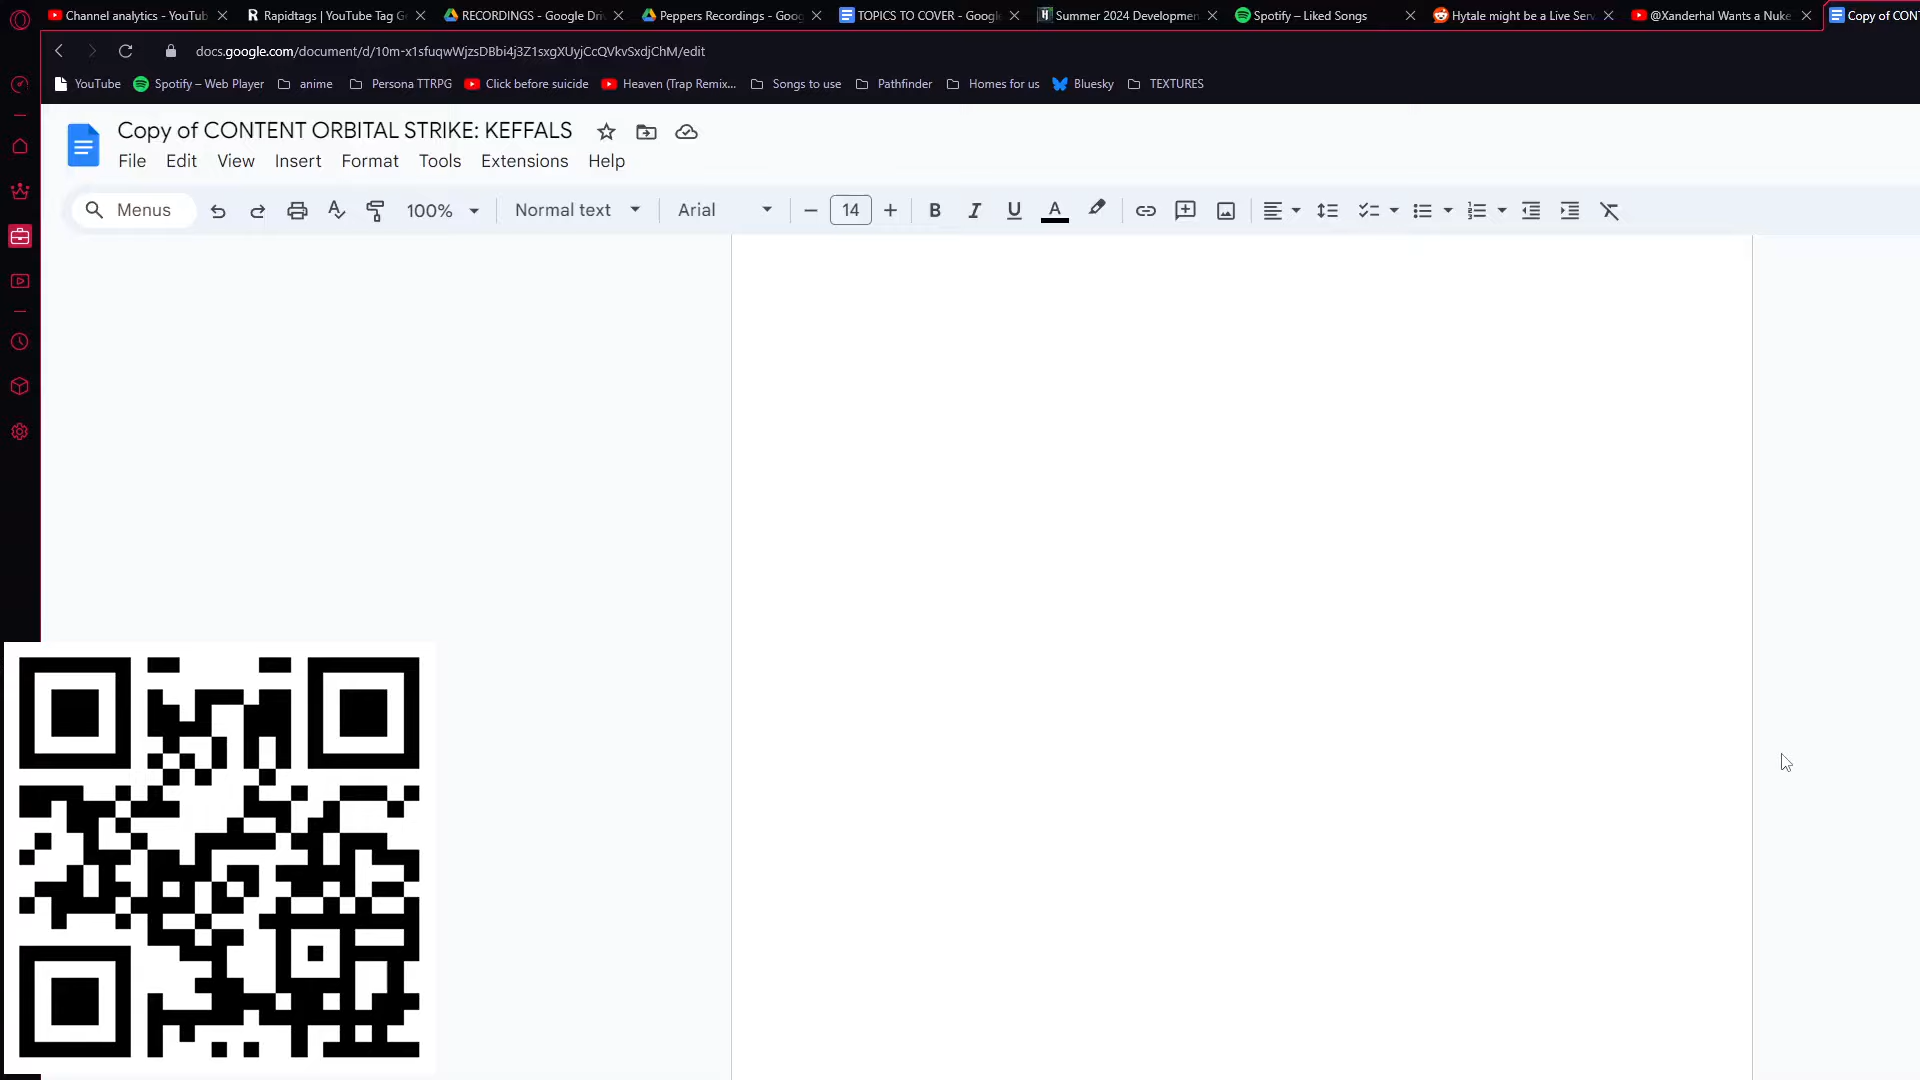 Channel analytics - YouTub
Rapidtags | YouTube Tag Ge
RECORDINGS - Google Driv
Peppers Recordings - Goog
TOPICS TO COVER - Google
Summer 2024 Developmen
Spotify – Liked Songs
Hytale might be a Live Serv
@Xanderhal Wants a Nuke
Copy of CONT
docs.google.com/document/d/10m-x1sfuqwWjzsDBbi4j3Z1sxgXUyjCcQVkvSxdjChM/edit
YouTube
Spotify – Web Player
anime
Persona TTRPG
Click before suicide
Heaven (Trap Remix...
Songs to use
Pathfinder
Homes for us
Bluesky
TEXTURES
Copy of CONTENT ORBITAL STRIKE: KEFFALS
File Edit View Insert Format Tools Extensions Help
Menus 100% Normal text Arial 14